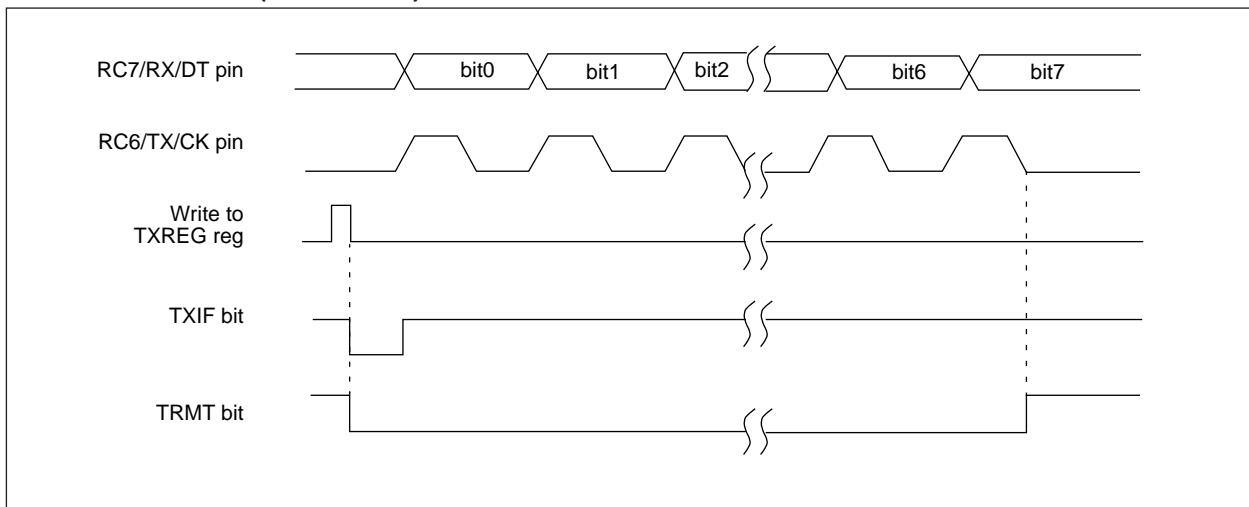 RC7/RX/DT pin
bit0
bit1
bit2
bit6
bit7
RC6/TX/CK pin
Write to
TXREG reg
TXIF bit
TRMT bit